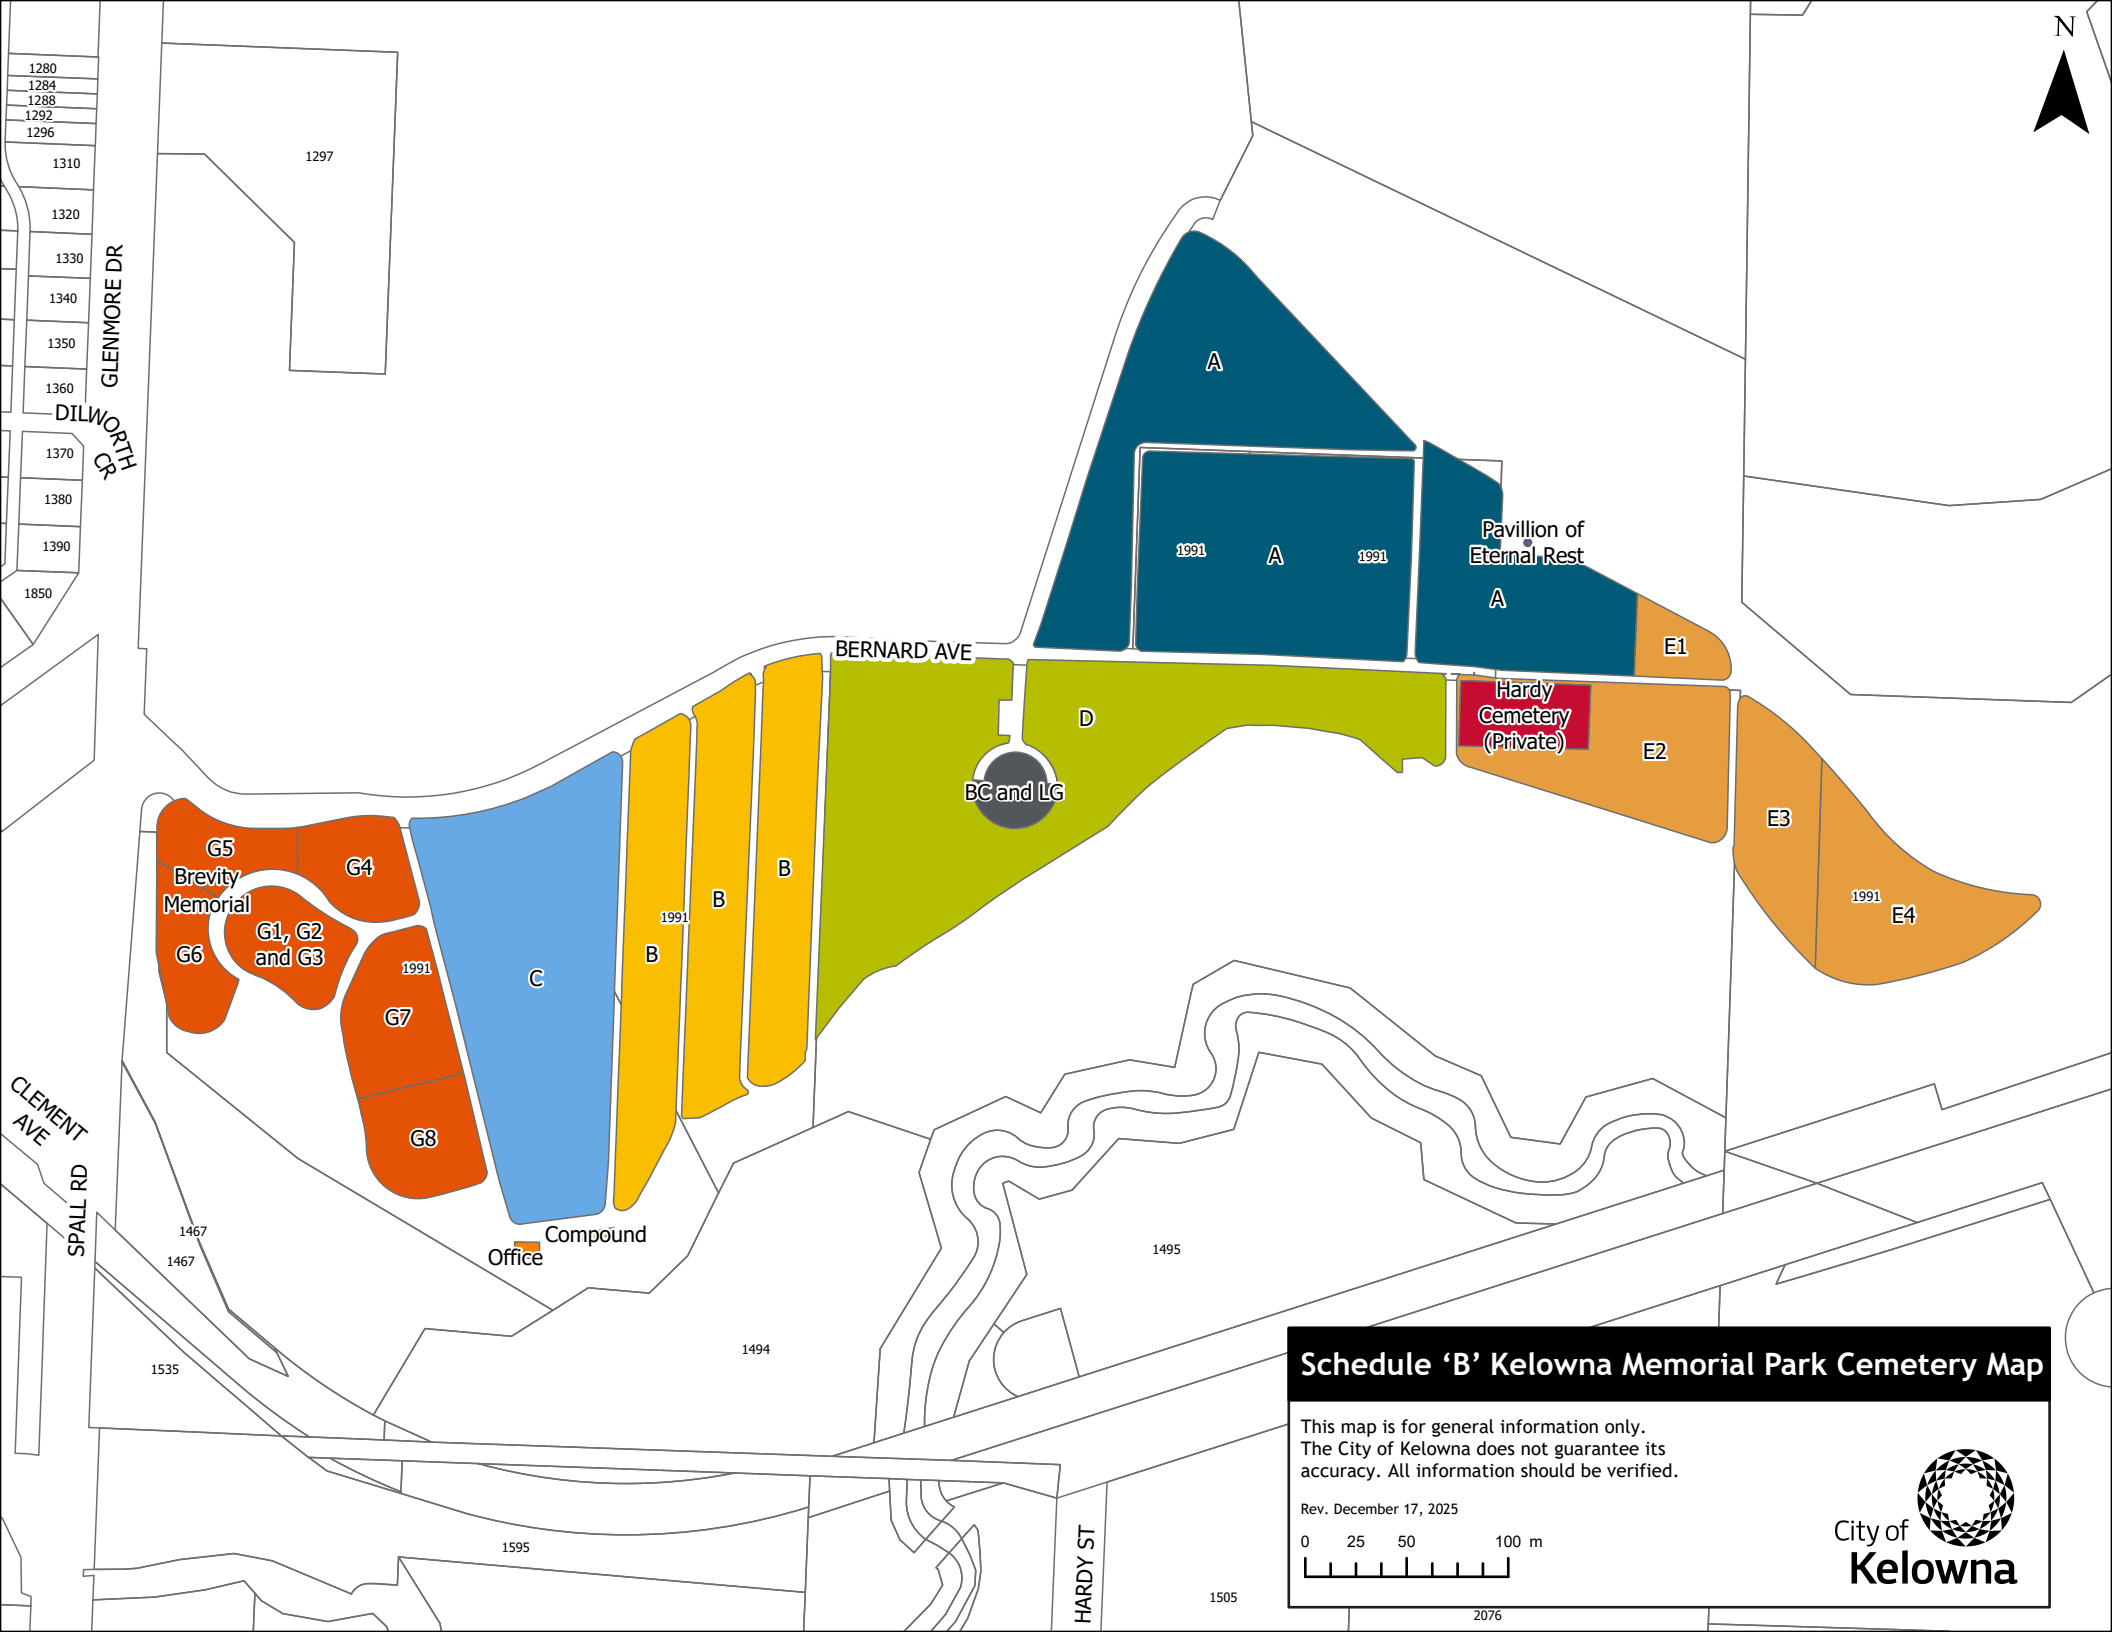 N
1280
1284
1288
1292
1296
1310
1297
1320
1330
1340
1350
1360
GLENMORE DR
DILWORTH
CR
1370
1380
1390
1850
A
Pavillion of
Eternal Rest
1991
A
1991
A
E1
BERNARD AVE
Hardy
Cemetery
(Private)
D
E2
BC and LG
E3
1991
E4
G5
G4
Brevity
Memorial
G1, G2
and G3
G6
1991
G7
G8
C
B
1991
B
B
CLEMENT
AVE
SPALL RD
Compound
Office
1467
1467
1495
1494
1535
1595
HARDY ST
1505
2076
Schedule ‘B’ Kelowna Memorial Park Cemetery Map
This map is for general information only.
The City of Kelowna does not guarantee its
accuracy. All information should be verified.
Rev. December 17, 2025
0 25 50 100 m
City of
Kelowna